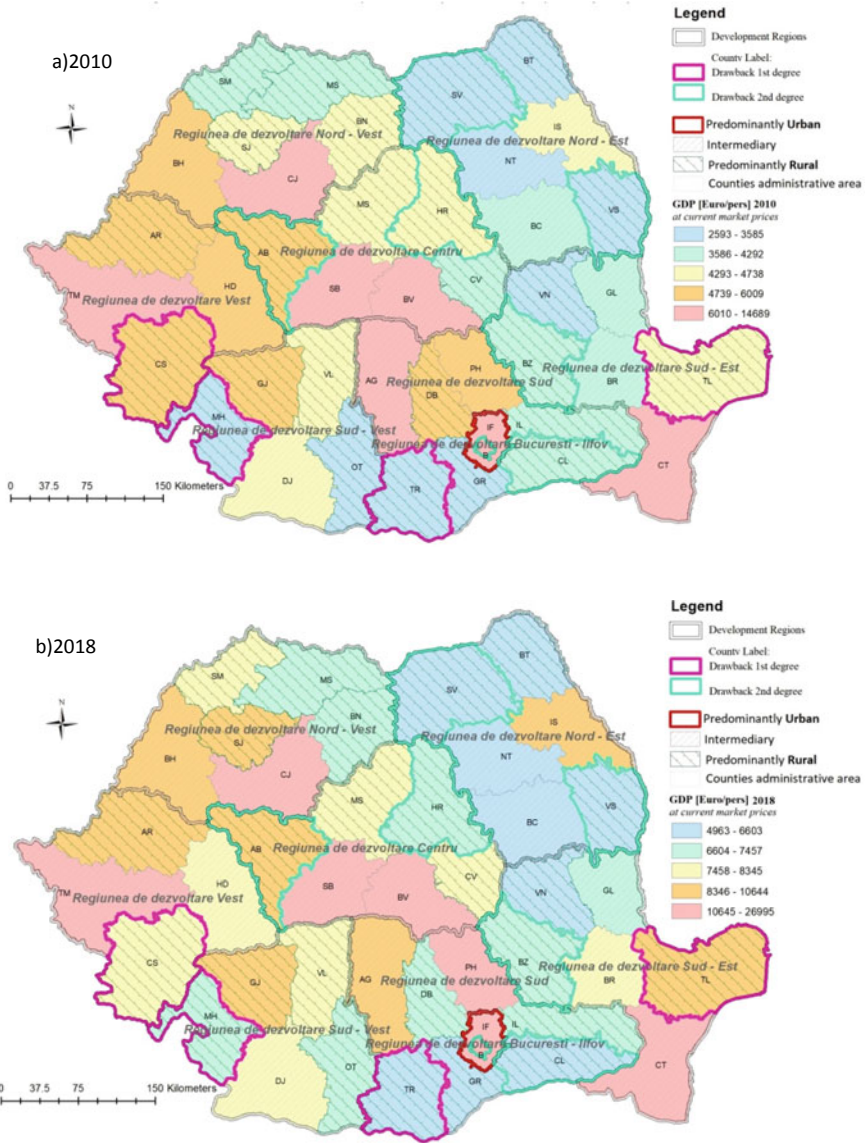 a)2010
N
SM
MS
SV
BT
BN
Regiunea de dezvoltare Nord - Vest
SJ
IS
Regiunea de dezvoltare Nord - Est
BH
CJ
NT
MS
HR
VS
AR
AB
BC
Regiunea de dezvoltare Centru
HD
CV
TM
Regiunea de dezvoltare Vest
SB
BV
VN
GL
CS
GJ
VL
AG
PH
BZ
Regiunea de dezvoltare Sud - Est
BR
TL
Regiunea de dezvoltare Sud
DB
MH
Regiunea de dezvoltare Sud - Vest
IF
IL
Regiunea de dezvoltare Bucuresti - Ilfov
B
CL
CT
DJ
OT
TR
GR
0 37.5 75 150 Kilometers
Legend
Development Regions
County Label:
Drawback 1st degree
Drawback 2nd degree
Predominantly Urban
Intermediary
Predominantly Rural
Counties administrative area
GDP [Euro/pers] 2010
at current market prices
2593 - 3585
3586 - 4292
4293 - 4738
4739 - 6009
6010 - 14689
b)2018
N
SM
MS
SV
BT
BN
Regiunea de dezvoltare Nord - Vest
SJ
IS
Regiunea de dezvoltare Nord - Est
BH
CJ
NT
MS
HR
VS
AR
AB
BC
Regiunea de dezvoltare Centru
HD
CV
TM
Regiunea de dezvoltare Vest
SB
BV
VN
GL
CS
GJ
VL
AG
PH
BZ
Regiunea de dezvoltare Sud - Est
BR
TL
Regiunea de dezvoltare Sud
DB
MH
Regiunea de dezvoltare Sud - Vest
IF
IL
Regiunea de dezvoltare Bucuresti - Ilfov
B
CL
CT
DJ
OT
TR
GR
0 37.5 75 150 Kilometers
Legend
Development Regions
County Label:
Drawback 1st degree
Drawback 2nd degree
Predominantly Urban
Intermediary
Predominantly Rural
Counties administrative area
GDP [Euro/pers] 2018
at current market prices
4963 - 6603
6604 - 7457
7458 - 8345
8346 - 10644
10645 - 26995